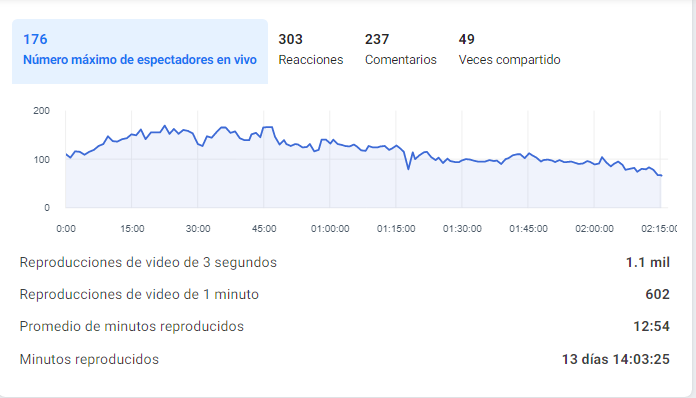 176 303 237 49
Número máximo de espectadores en vivo Reacciones Comentarios Veces compartido
200
100
0
0:00 15:00 30:00 45:00 01:00:00 01:15:00 01:30:00 01:45:00 02:00:00 02:15:00
Reproducciones de video de 3 segundos 1.1 mil
Reproducciones de video de 1 minuto 602
Promedio de minutos reproducidos 12:54
Minutos reproducidos 13 días 14:03:25